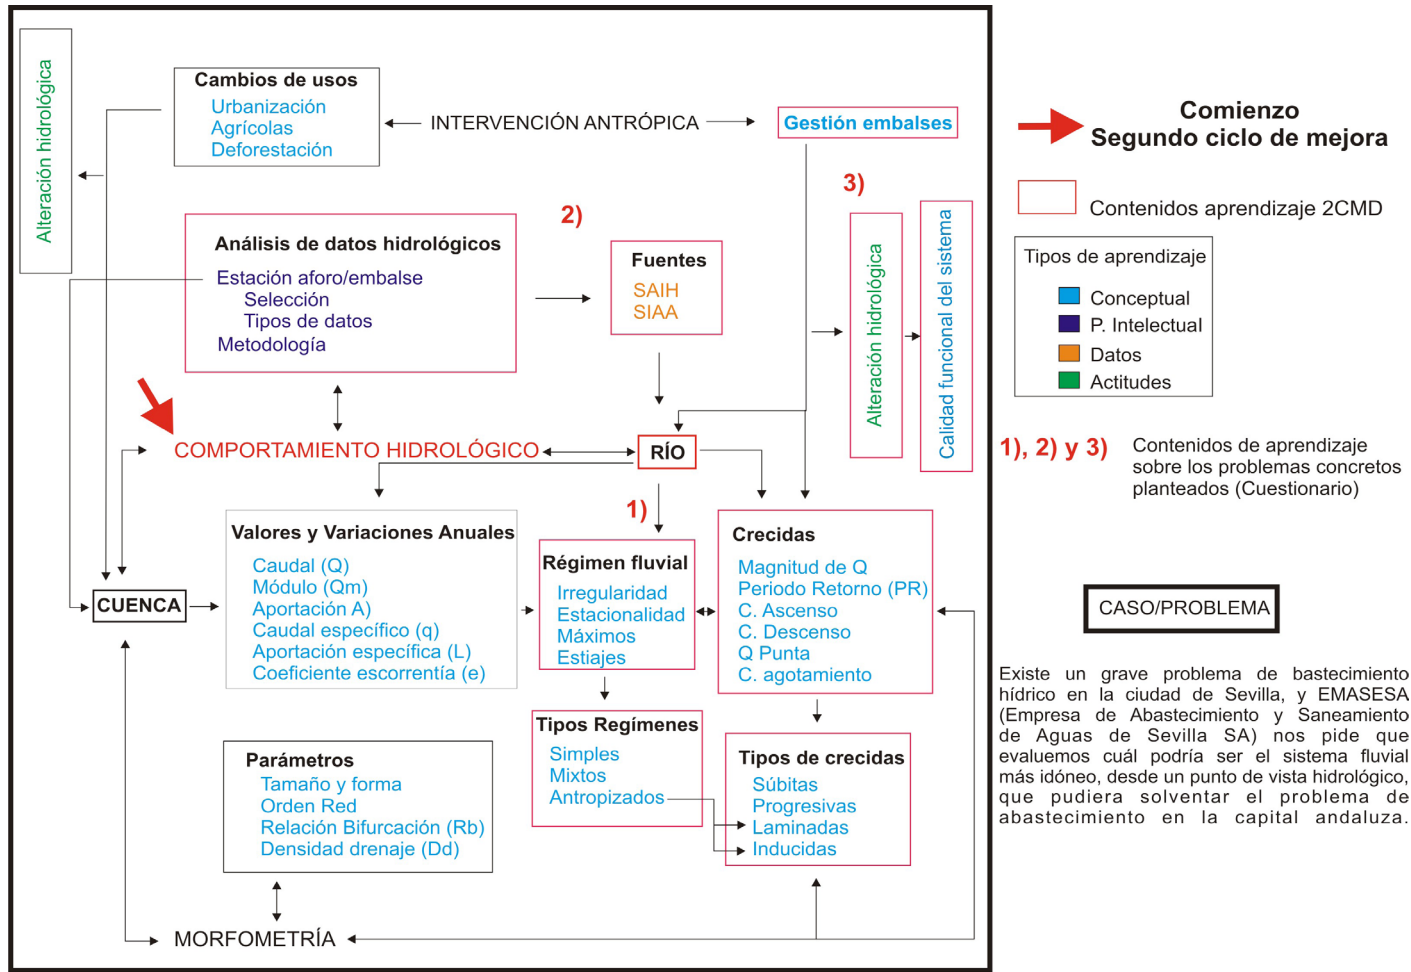 Alteración hidrológica
Cambios de usos
Urbanización
Agrícolas
Deforestación
INTERVENCIÓN ANTRÓPICA
Gestión embalses
Análisis de datos hidrológicos
Estación aforo/embalse
Selección
Tipos de datos
Metodología
2)
Fuentes
SAIH
SIAA
3)
Alteración hidrológica
Calidad funcional del sistema
COMPORTAMIENTO HIDROLÓGICO
RÍO
1)
CUENCA
Valores y Variaciones Anuales
Caudal (Q)
Módulo (Qm)
Aportación A)
Caudal específico (q)
Aportación específica (L)
Coeficiente escorrentía (e)
Régimen fluvial
Irregularidad
Estacionalidad
Máximos
Estiajes
Crecidas
Magnitud de Q
Periodo Retorno (PR)
C. Ascenso
C. Descenso
Q Punta
C. agotamiento
Tipos Regímenes
Simples
Mixtos
Antropizados
Tipos de crecidas
Súbitas
Progresivas
Laminadas
Inducidas
Parámetros
Tamaño y forma
Orden Red
Relación Bifurcación (Rb)
Densidad drenaje (Dd)
MORFOMETRÍA
Comienzo
Segundo ciclo de mejora
Contenidos aprendizaje 2CMD
Tipos de aprendizaje
Conceptual
P. Intelectual
Datos
Actitudes
1), 2) y 3)
Contenidos de aprendizaje
sobre los problemas concretos
planteados (Cuestionario)
CASO/PROBLEMA
Existe un grave problema de bastecimiento
hídrico en la ciudad de Sevilla, y EMASESA
(Empresa de Abastecimiento y Saneamiento
de Aguas de Sevilla SA) nos pide que
evaluemos cuál podría ser el sistema fluvial
más idóneo, desde un punto de vista hidrológico,
que pudiera solventar el problema de
abastecimiento en la capital andaluza.